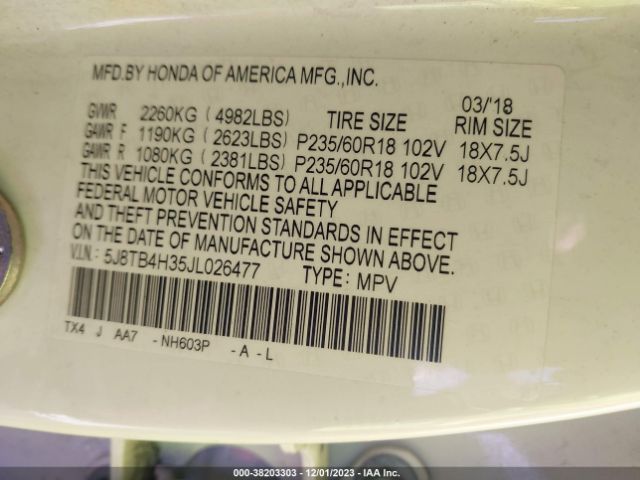 MFD.BY HONDA OF AMERICA MFG.,INC.
03/'18
GVWR 2260KG ( 4982LBS) TIRE SIZE RIM SIZE
GAWR F 1190KG ( 2623LBS) P235/60R18 102V 18X7.5J
GAWR R 1080KG ( 2381LBS) P235/60R18 102V 18X7.5J
THIS VEHICLE CONFORMS TO ALL APPLICABLE
FEDERAL MOTOR VEHICLE SAFETY
AND THEFT PREVENTION STANDARDS IN EFFECT
ON THE DATE OF MANUFACTURE SHOWN ABOVE.
V.I.N.: 5J8TB4H35JL026477 TYPE: MPV
TX4 J AA7 -NH603P -A-L
000-38203303 - 12/01/2023 - IAA Inc.